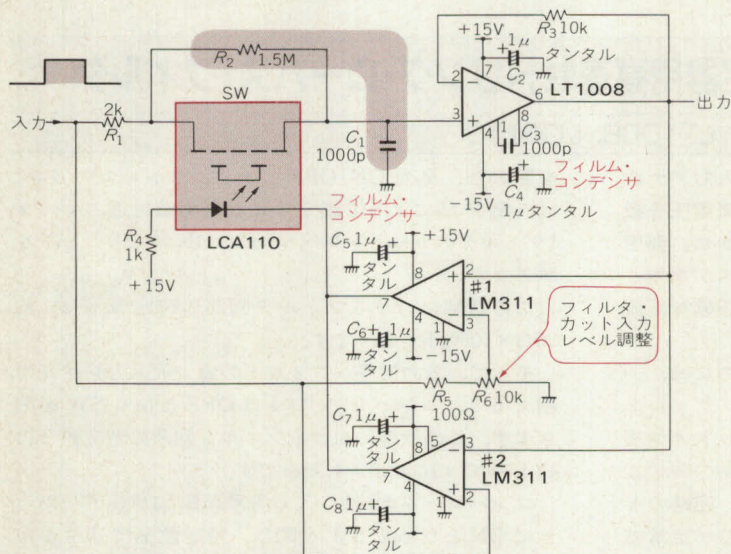 R2 1.5M
SW
入力
2k
R1
C1
1000p
フィルム・
コンデンサ
R4
1k
+15V
LCA110
+15V
1μ
タンタル
C2
R3 10k
LT1008
2
7
6
3
4
1
8
C3
1000p
フィルム・
コンデンサ
C4
-15V
1μタンタル
出力
C5 1μ
タン
タル
+15V
#1
LM311
2
3
8
7
4
1
C6 1μ
タン
タル
-15V
フィルタ・
カット入力
レベル調整
R5
100Ω
R6 10k
C7 1μ
タン
タル
8
5
3
7
4
1
2
#2
LM311
C8 1μ
タン
タル